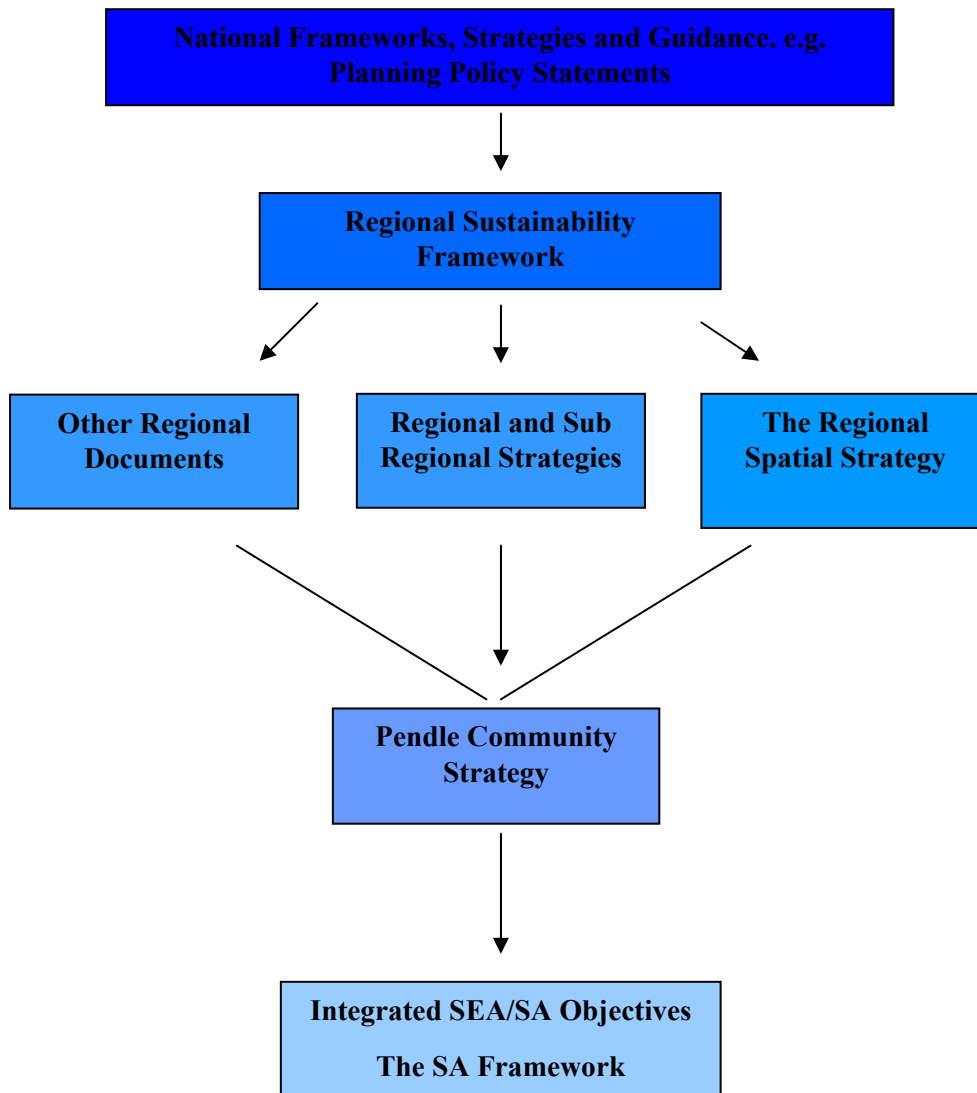 National Frameworks, Strategies and Guidance. e.g.
Planning Policy Statements
Regional Sustainability
Framework
Other Regional
Documents
Regional and Sub
Regional Strategies
The Regional
Spatial Strategy
Pendle Community
Strategy
Integrated SEA/SA Objectives
The SA Framework